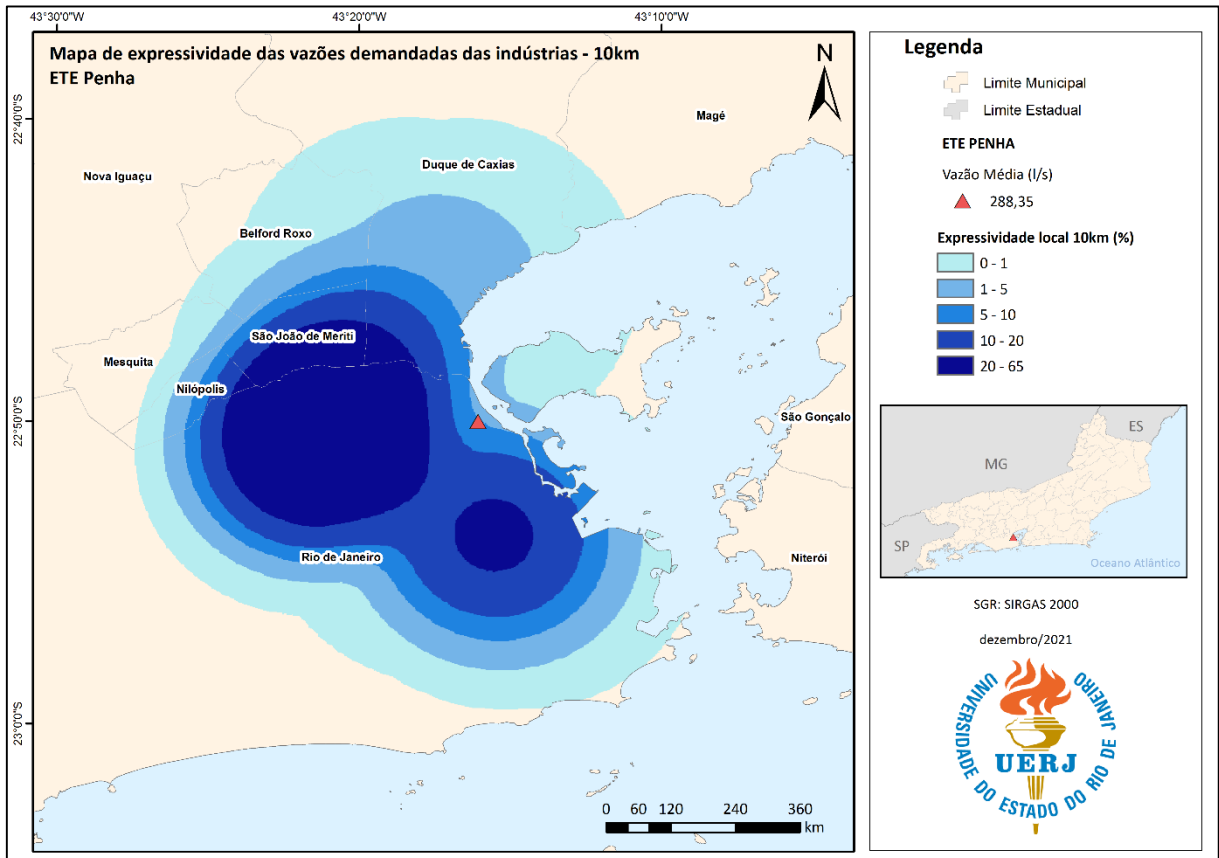 43°30'0"W
43°20'0"W
43°10'0"W
22°40'0"S
22°50'0"S
23°0'0"S
Mapa de expressividade das vazões demandadas das indústrias - 10km
ETE Penha
N
Magé
Duque de Caxias
Nova Iguaçu
Belford Roxo
São João de Meriti
Mesquita
Nilópolis
São Gonçalo
Rio de Janeiro
Niterói
0 60 120 240 360
km
Legenda
Limite Municipal
Limite Estadual
ETE PENHA
Vazão Média (l/s)
288,35
Expressividade local 10km (%)
0 - 1
1 - 5
5 - 10
10 - 20
20 - 65
ES
MG
SP
Oceano Atlântico
SGR: SIRGAS 2000
dezembro/2021
UNIVERSIDADE DO ESTADO DO RIO DE JANEIRO
UERJ